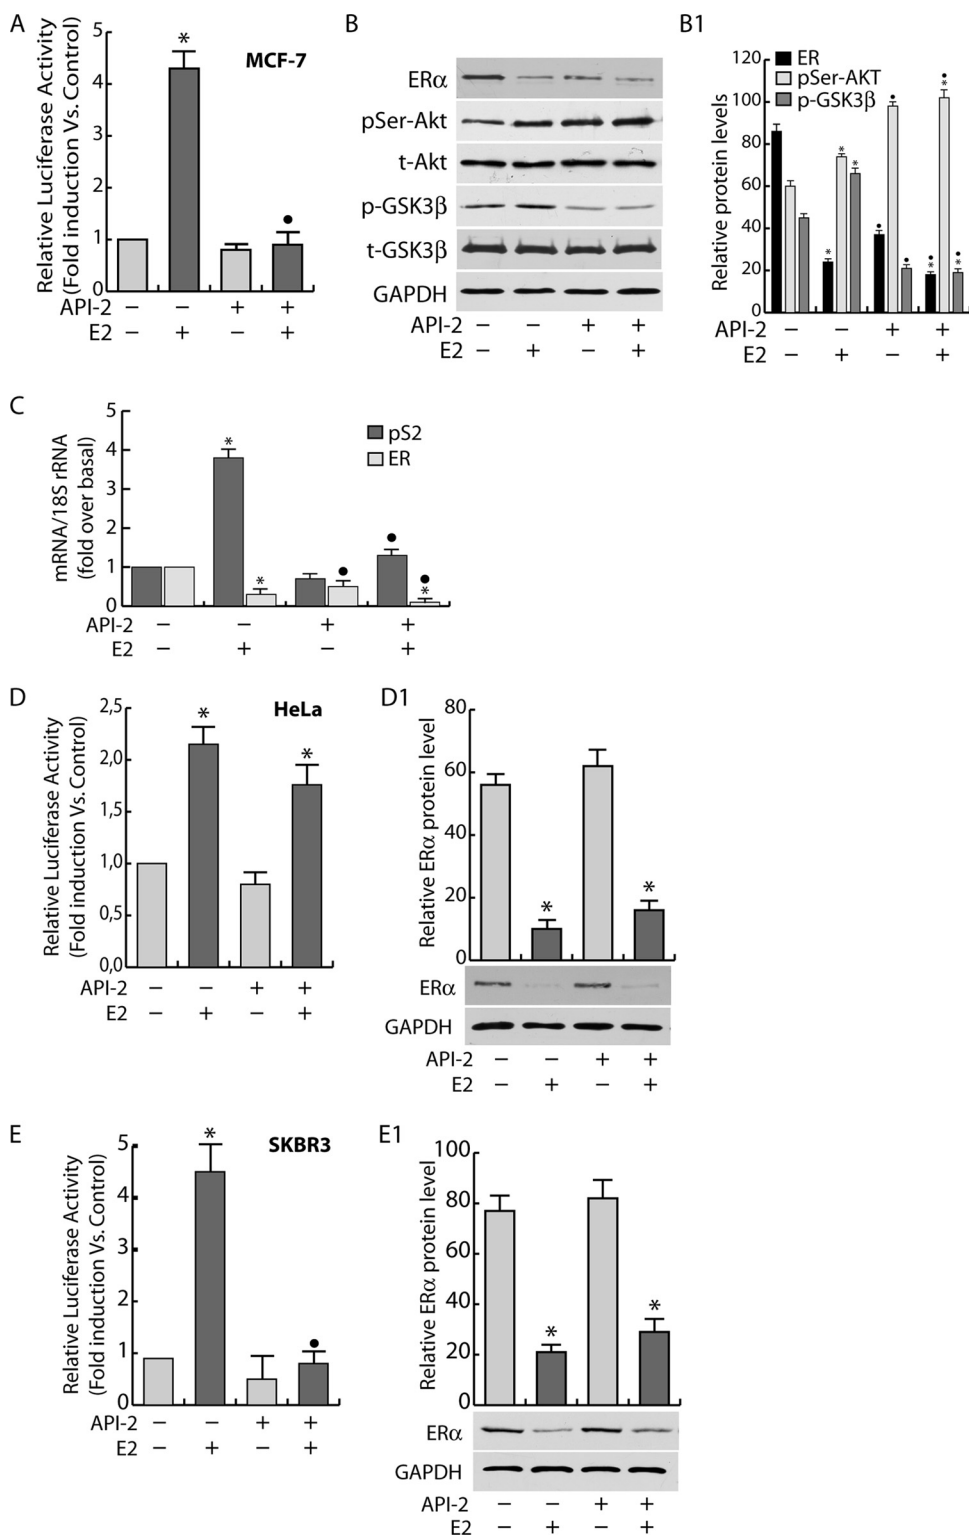 A
Relative Luciferase Activity
(Fold induction Vs. Control)
5
4
3
2
1
0
MCF-7
*
●
API-2 − − + +
E2 − + − +
B
ERα
pSer-Akt
t-Akt
p-GSK3β
t-GSK3β
GAPDH
API-2 − − + +
E2 − + − +
B1
Relative protein levels
120
100
80
60
40
20
0
ER
pSer-AKT
p-GSK3β
* * *
● ● ●
●* ●* ●*
API-2 − − + +
E2 − + − +
C
mRNA/18S rRNA
(fold over basal)
5
4
3
2
1
0
pS2
ER
* *
●
● ●*
API-2 − − + +
E2 − + − +
D
Relative Luciferase Activity
(Fold induction Vs. Control)
2,5
2,0
1,5
1,0
0,5
0,0
HeLa
* *
API-2 − − + +
E2 − + − +
D1
Relative ERα protein level
80
60
40
20
0
* *
ERα
GAPDH
API-2 − − + +
E2 − + − +
E
Relative Luciferase Activity
(Fold induction Vs. Control)
5
4
3
2
1
0
SKBR3
*
●
API-2 − − + +
E2 − + − +
E1
Relative ERα protein level
100
80
60
40
20
0
* *
ERα
GAPDH
API-2 − − + +
E2 − + − +